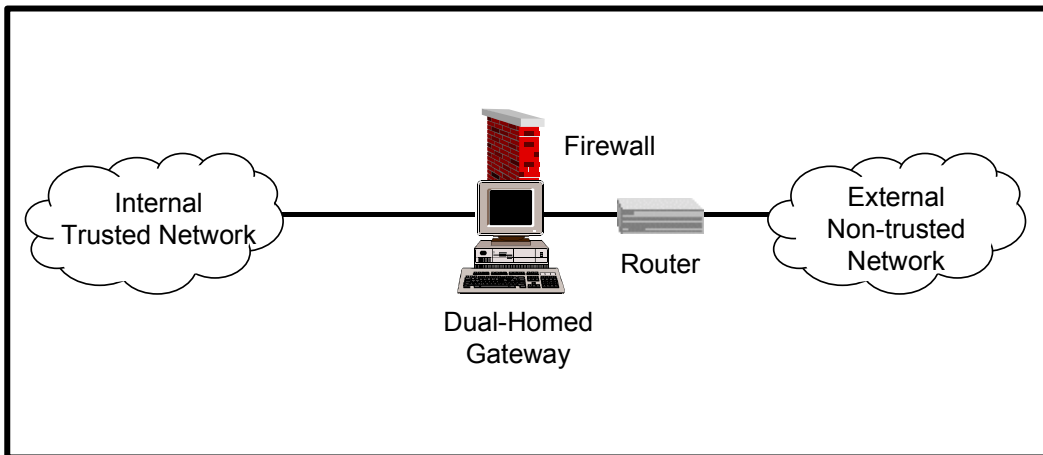 Firewall
Internal
Trusted Network
External
Non-trusted
Network
Router
Dual-Homed
Gateway